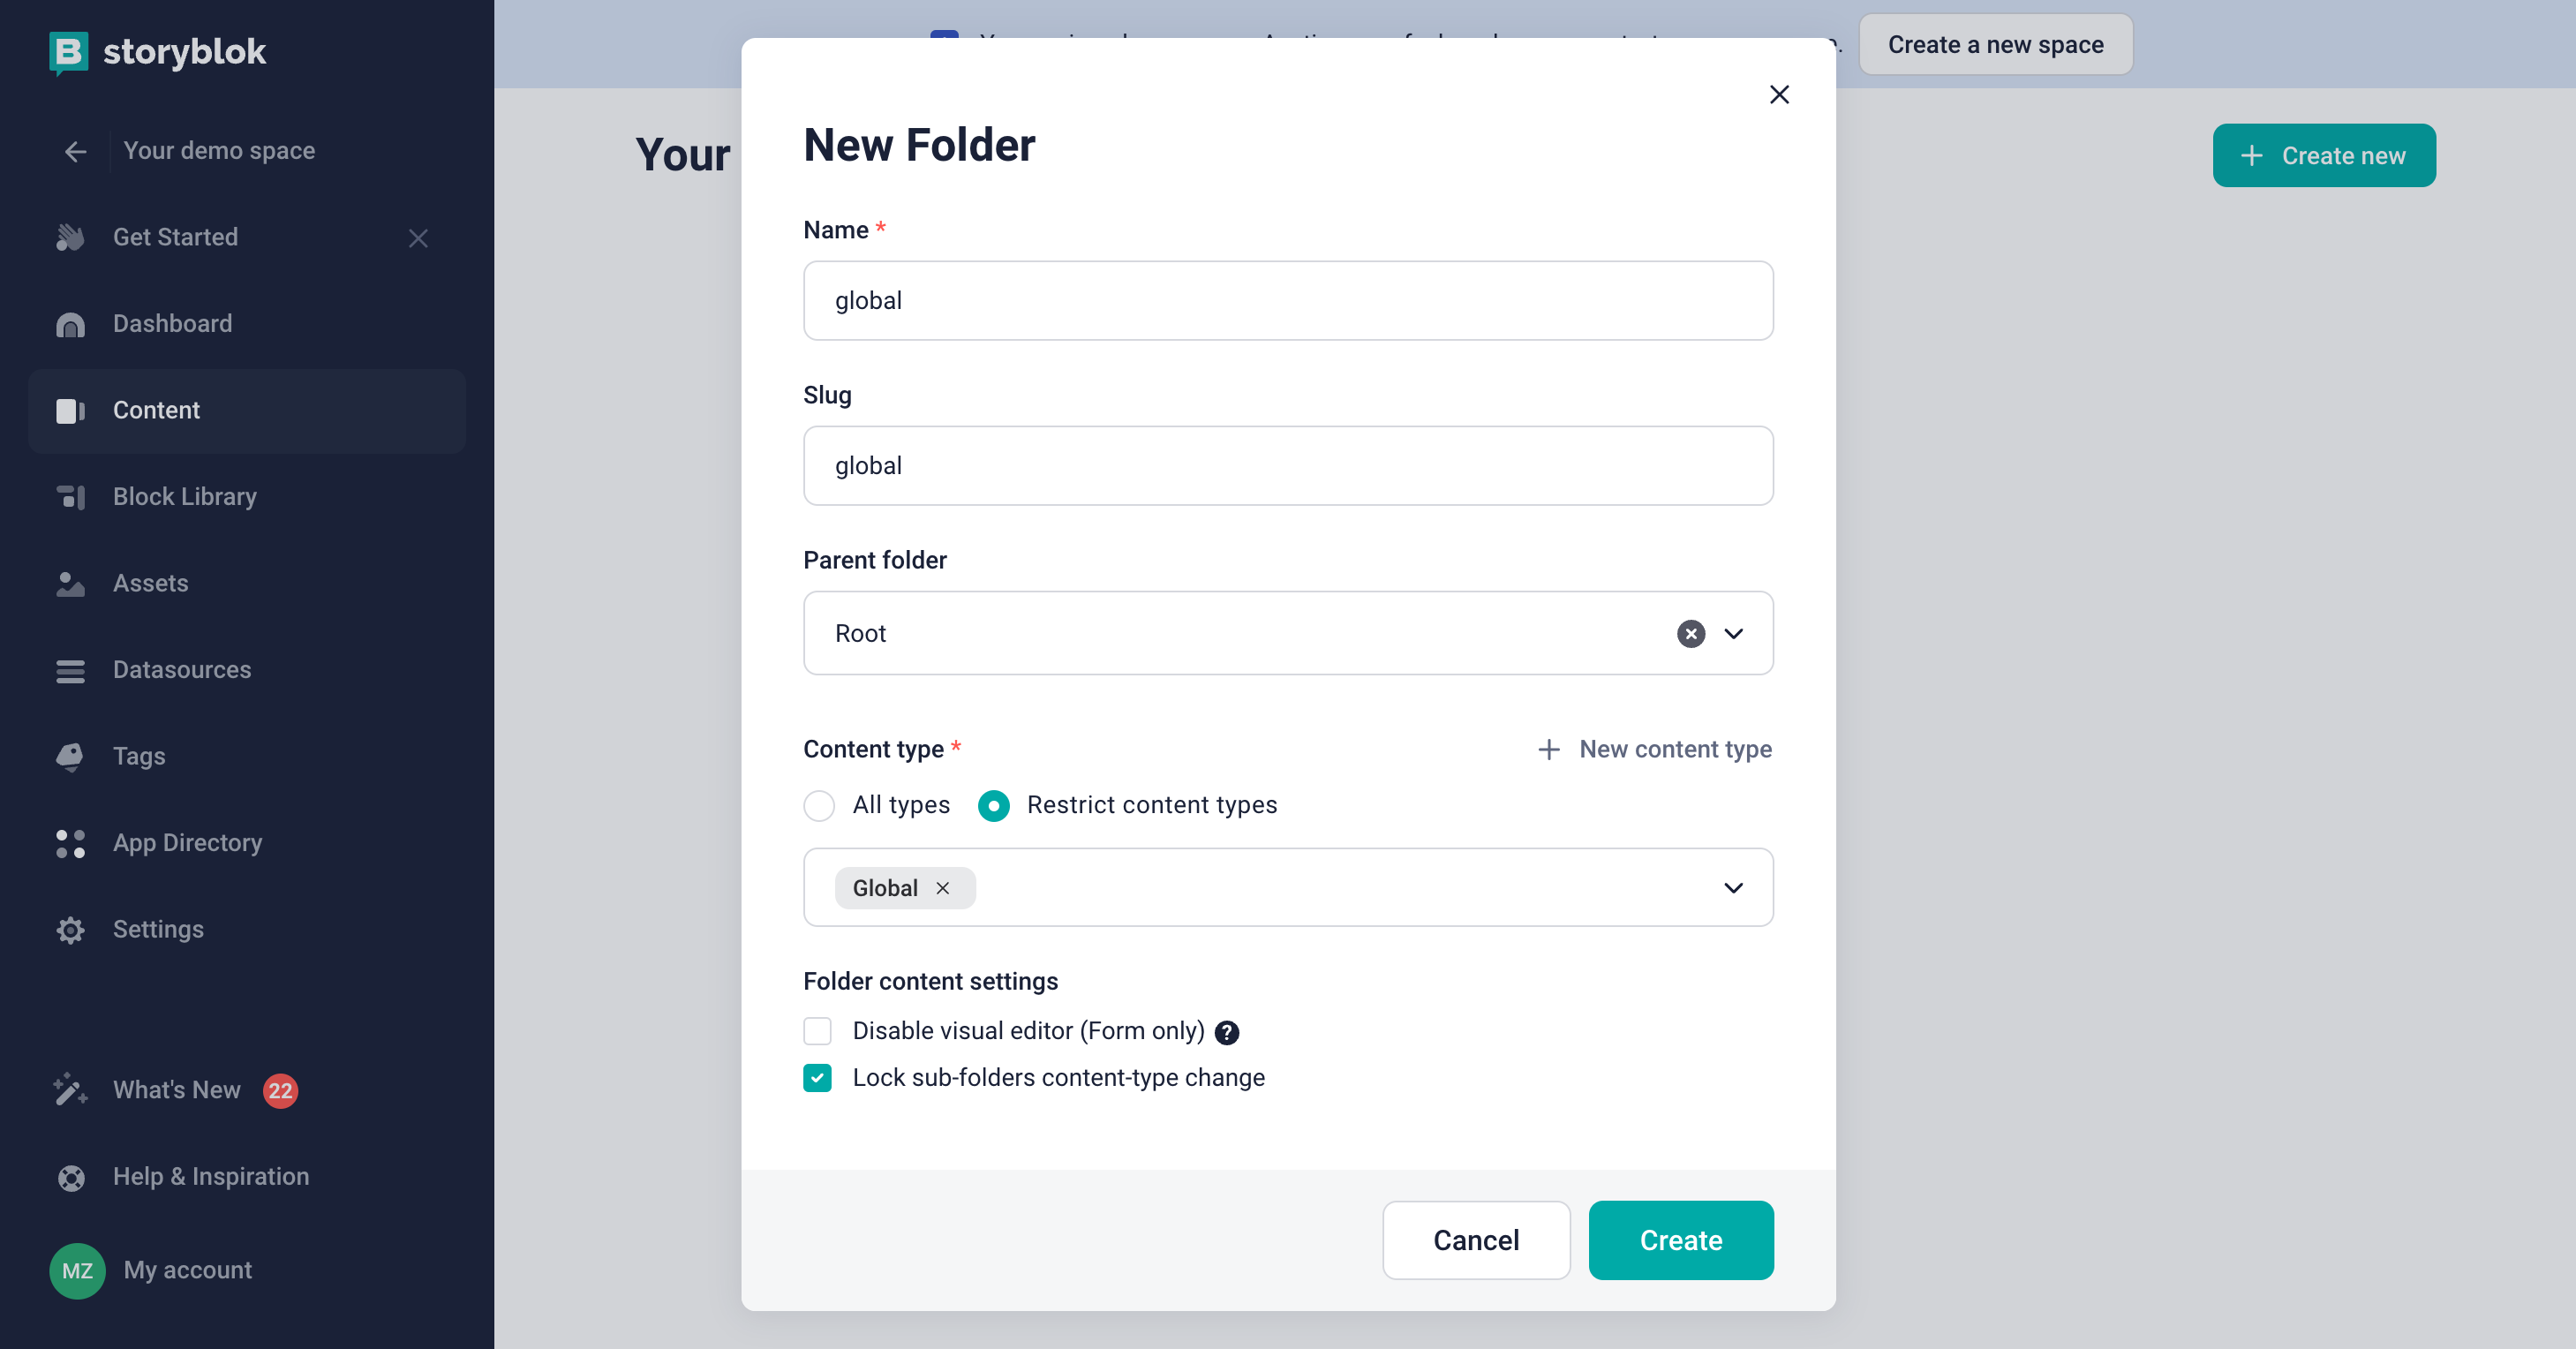 storyblok
Your demo space
Get Started
Dashboard
Content
Block Library
Assets
Datasources
Tags
App Directory
Settings
What's New 22
Help & Inspiration
MZ My account
Create a new space
Your
Create new
New Folder
Name *
global
Slug
global
Parent folder
Root
Content type *
New content type
All types
Restrict content types
Global
Folder content settings
Disable visual editor (Form only) ?
Lock sub-folders content-type change
Cancel
Create